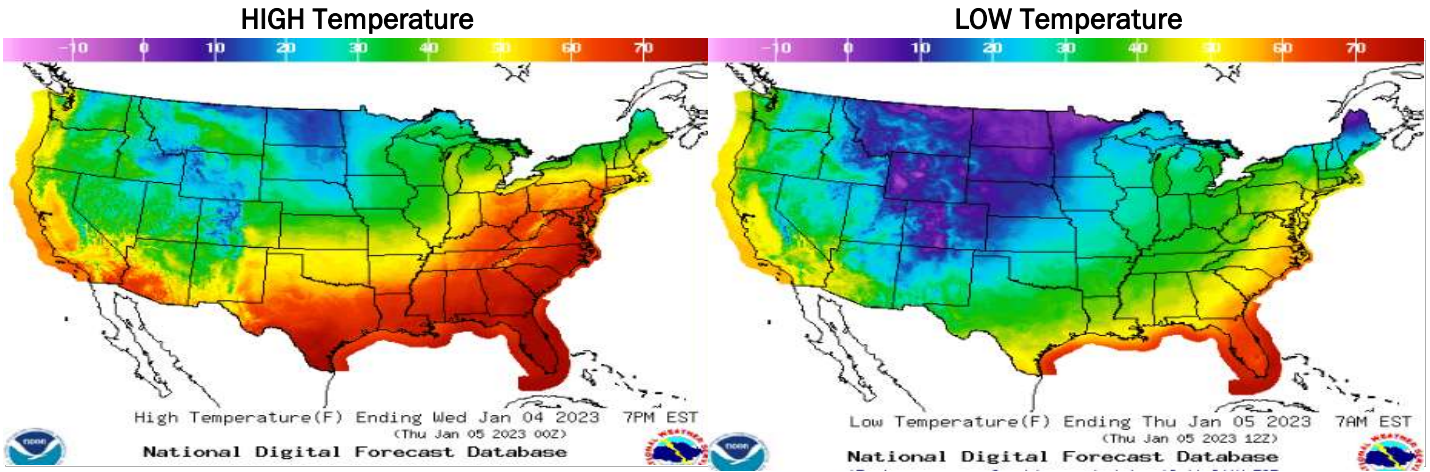 HIGH Temperature
-10 0 10 20 30 40 50 60 70
High Temperature(F) Ending Wed Jan 04 2023 7PM EST
(Thu Jan 05 2023 00Z)
National Digital Forecast Database
noaa
LOW Temperature
-10 0 10 20 30 40 50 60 70
Low Temperature(F) Ending Thu Jan 05 2023 7AM EST
(Thu Jan 05 2023 12Z)
National Digital Forecast Database
noaa